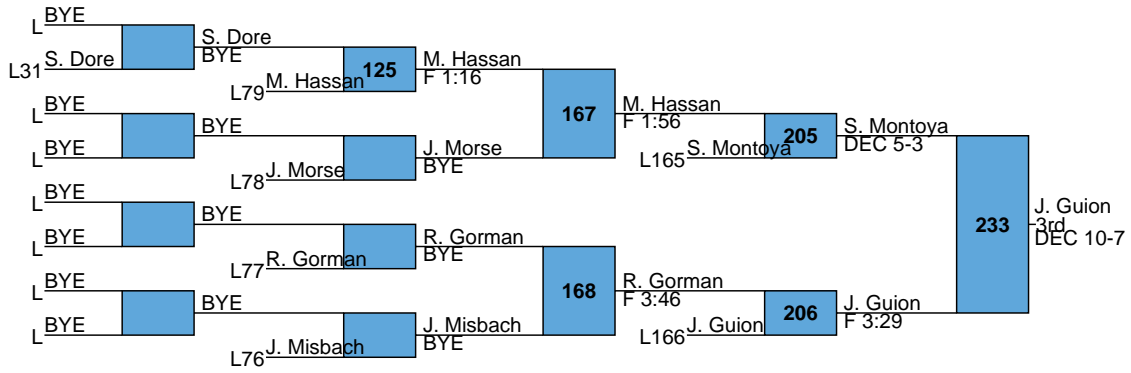 BYE
L
S. Dore
L31
S. Dore
BYE
125
M. Hassan
L79
M. Hassan
F 1:16
BYE
L
BYE
L
BYE
J. Morse
L78
J. Morse
BYE
167
M. Hassan
F 1:56
S. Montoya
L165
205
S. Montoya
DEC 5-3
BYE
L
BYE
L
BYE
R. Gorman
L77
R. Gorman
BYE
BYE
L
BYE
L
BYE
J. Misbach
L76
J. Misbach
BYE
168
R. Gorman
F 3:46
J. Guion
L166
206
J. Guion
F 3:29
233
J. Guion
3rd
DEC 10-7